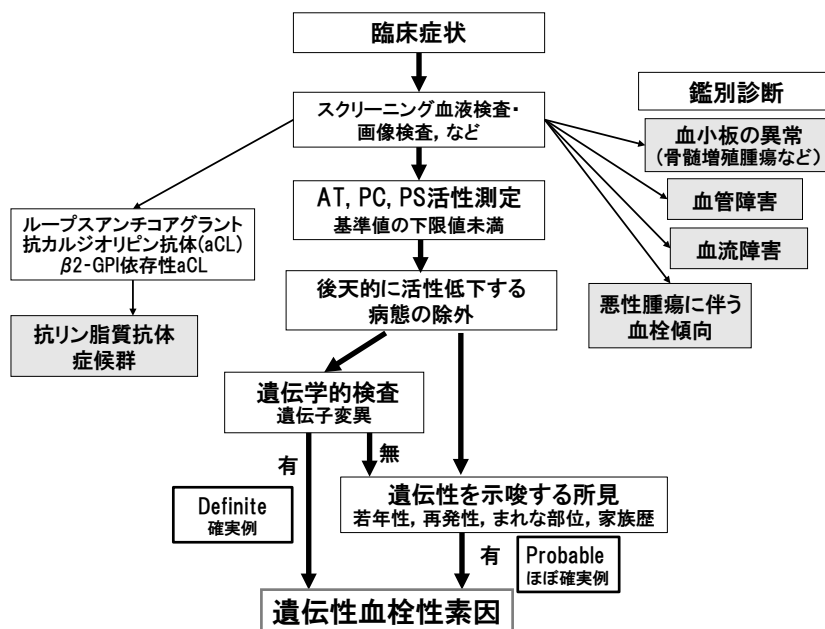 臨床症状
スクリーニング血液検査・
画像検査, など
鑑別診断
血小板の異常
(骨髄増殖腫瘍など)
血管障害
血流障害
悪性腫瘍に伴う
血栓傾向
AT, PC, PS活性測定
基準値の下限値未満
ループスアンチコアグラント
抗カルジオリピン抗体(aCL)
β2-GPI依存性aCL
抗リン脂質抗体
症候群
後天的に活性低下する
病態の除外
遺伝学的検査
遺伝子変異
有
無
Definite
確実例
遺伝性を示唆する所見
若年性, 再発性, まれな部位, 家族歴
有
Probable
ほぼ確実例
遺伝性血栓性素因